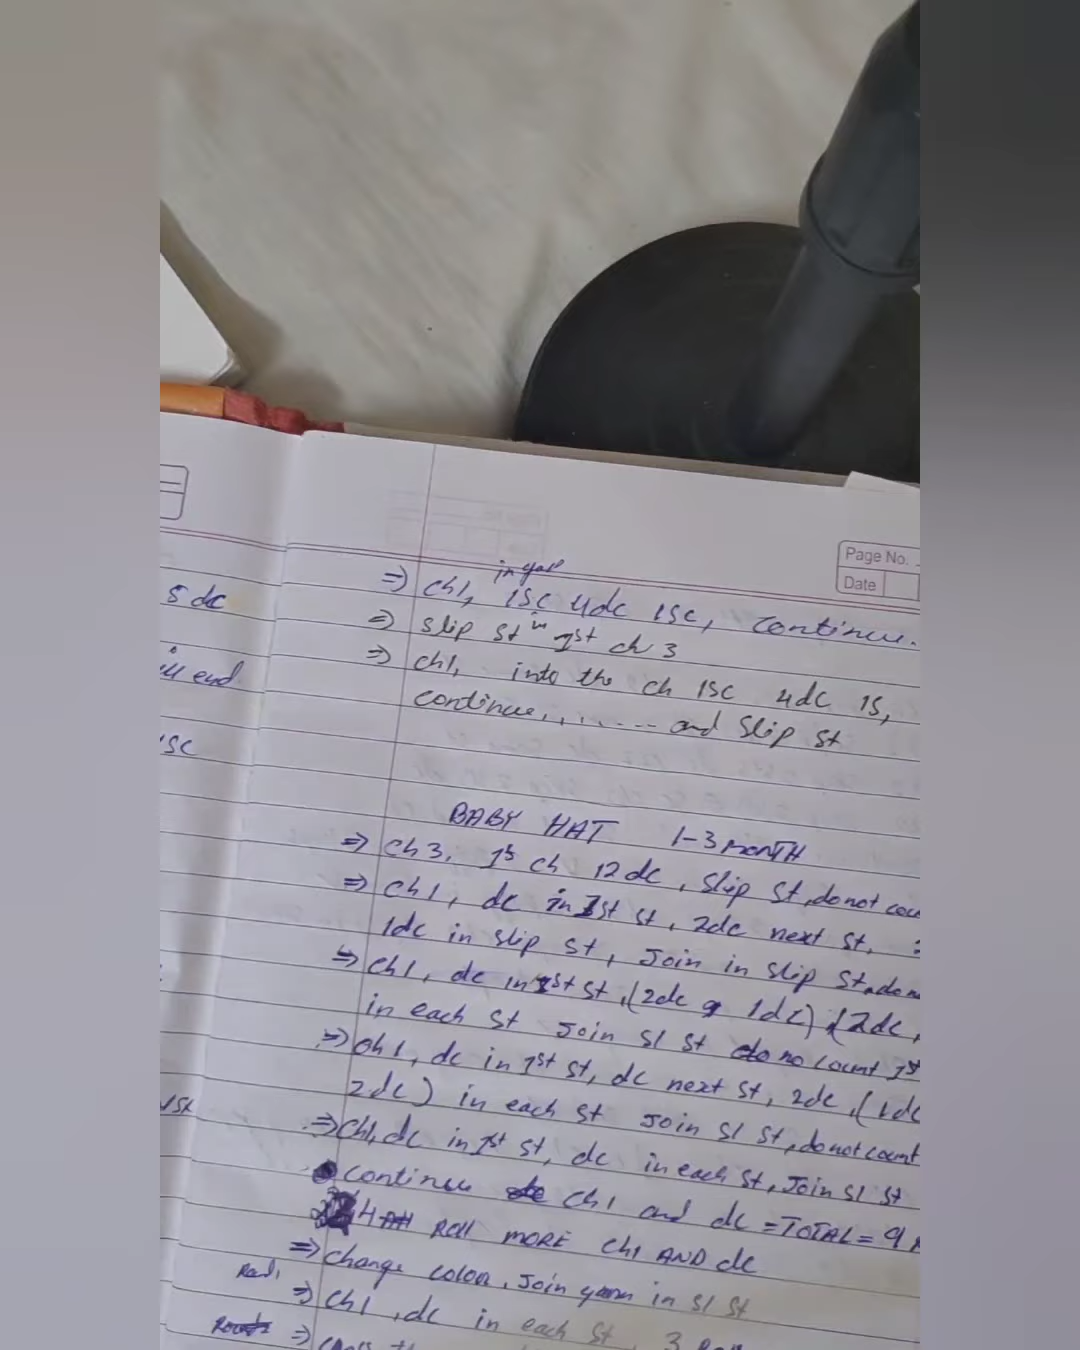 Page No.
Date
5 dc
end
SC
in gap
⇒ ch1, 1SC 4dc 1SC, continue.
⇒ slip st in 1st ch 3
⇒ ch1, into the ch 1SC 4dc 1S,
continue, ....... and slip st
BABY HAT 1-3 MONTH
⇒ ch3, 1st ch 12dc, slip st, do not
⇒ ch1, dc in 1st st, 2dc next st,
1dc in slip st, Join in slip st, do
⇒ ch1, dc in 1st st, (2dc 1dc) (2dc,
in each st Join sl st do no count 1st
⇒ ch1, dc in 1st st, dc next st, 2dc, (1dc
2dc) in each st Join sl st, do not count
⇒ ch1, dc in 1st st, dc in each st, Join sl st
continue ch1 and dc = TOTAL = 9
4 MORE ch1 AND dc
⇒ change color, Join yarn in sl st
⇒ ch1, dc in each st, 3
⇒